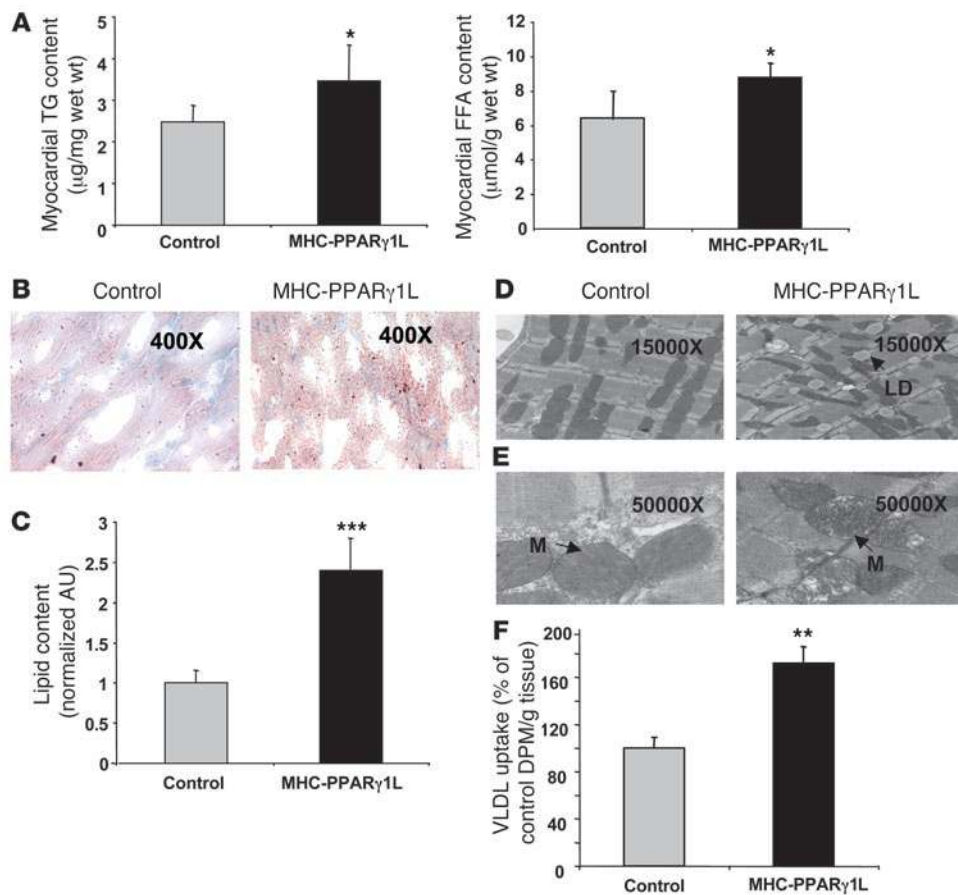 A
Myocardial TG content
(μg/mg wet wt)
5
4
3
2
1
0
*
Control
MHC-PPARγ1L
Myocardial FFA content
(μmol/g wet wt)
12
10
8
6
4
2
0
*
Control
MHC-PPARγ1L
B
Control
MHC-PPARγ1L
400X
400X
C
Lipid content
(normalized AU)
3
2.5
2
1.5
1
0.5
0
***
Control
MHC-PPARγ1L
D
Control
MHC-PPARγ1L
15000X
15000X
LD
E
50000X
M
50000X
M
F
VLDL uptake (% of
control DPM/g tissue)
200
160
120
80
40
0
**
Control
MHC-PPARγ1L